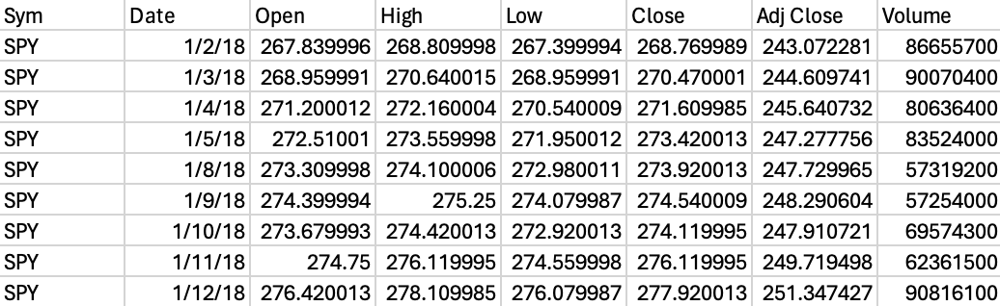 Sym Date Open High Low Close Adj Close Volume
SPY 1/2/18 267.839996 268.809998 267.399994 268.769989 243.072281 86655700
SPY 1/3/18 268.959991 270.640015 268.959991 270.470001 244.609741 90070400
SPY 1/4/18 271.200012 272.160004 270.540009 271.609985 245.640732 80636400
SPY 1/5/18 272.51001 273.559998 271.950012 273.420013 247.277756 83524000
SPY 1/8/18 273.309998 274.100006 272.980011 273.920013 247.729965 57319200
SPY 1/9/18 274.399994 275.25 274.079987 274.540009 248.290604 57254000
SPY 1/10/18 273.679993 274.420013 272.920013 274.119995 247.910721 69574300
SPY 1/11/18 274.75 276.119995 274.559998 276.119995 249.719498 62361500
SPY 1/12/18 276.420013 278.109985 276.079987 277.920013 251.347427 90816100